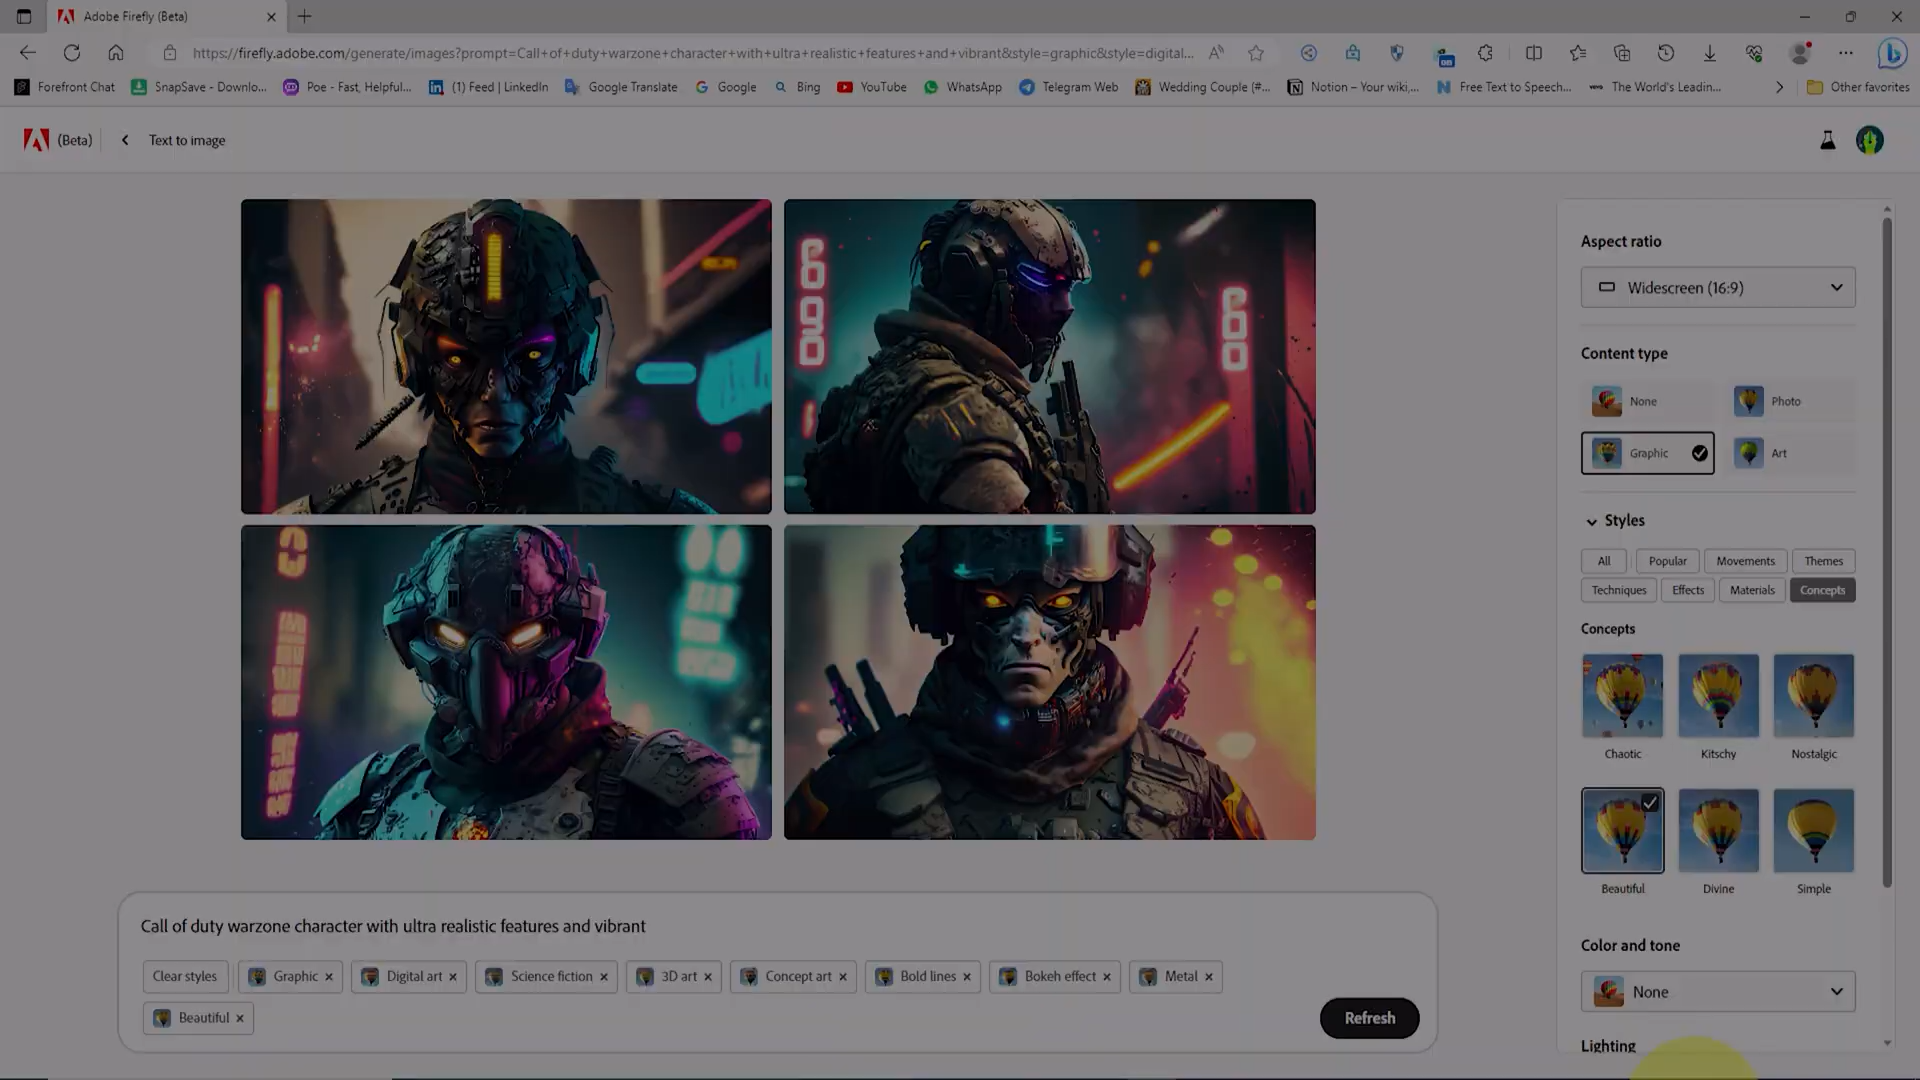 Adobe Firefly (Beta)
https://firefly.adobe.com/generate/images?prompt=Call+of+duty+warzone+character+with+ultra+realistic+features+and+vibrant&style=graphic&style=digital...
Forefront Chat
SnapSave - Downlo...
Poe - Fast, Helpful...
(1) Feed | LinkedIn
Google Translate
Google
Bing
YouTube
WhatsApp
Telegram Web
Wedding Couple (#...
Notion – Your wiki,...
Free Text to Speech...
The World's Leadin...
Other favorites
(Beta)
Text to image
Aspect ratio
Widescreen (16:9)
Content type
None
Photo
Graphic
Art
Styles
All
Popular
Movements
Themes
Techniques
Effects
Materials
Concepts
Concepts
Chaotic
Kitschy
Nostalgic
Beautiful
Divine
Simple
Color and tone
None
Lighting
Call of duty warzone character with ultra realistic features and vibrant
Clear styles
Graphic
Digital art
Science fiction
3D art
Concept art
Bold lines
Bokeh effect
Metal
Beautiful
Refresh